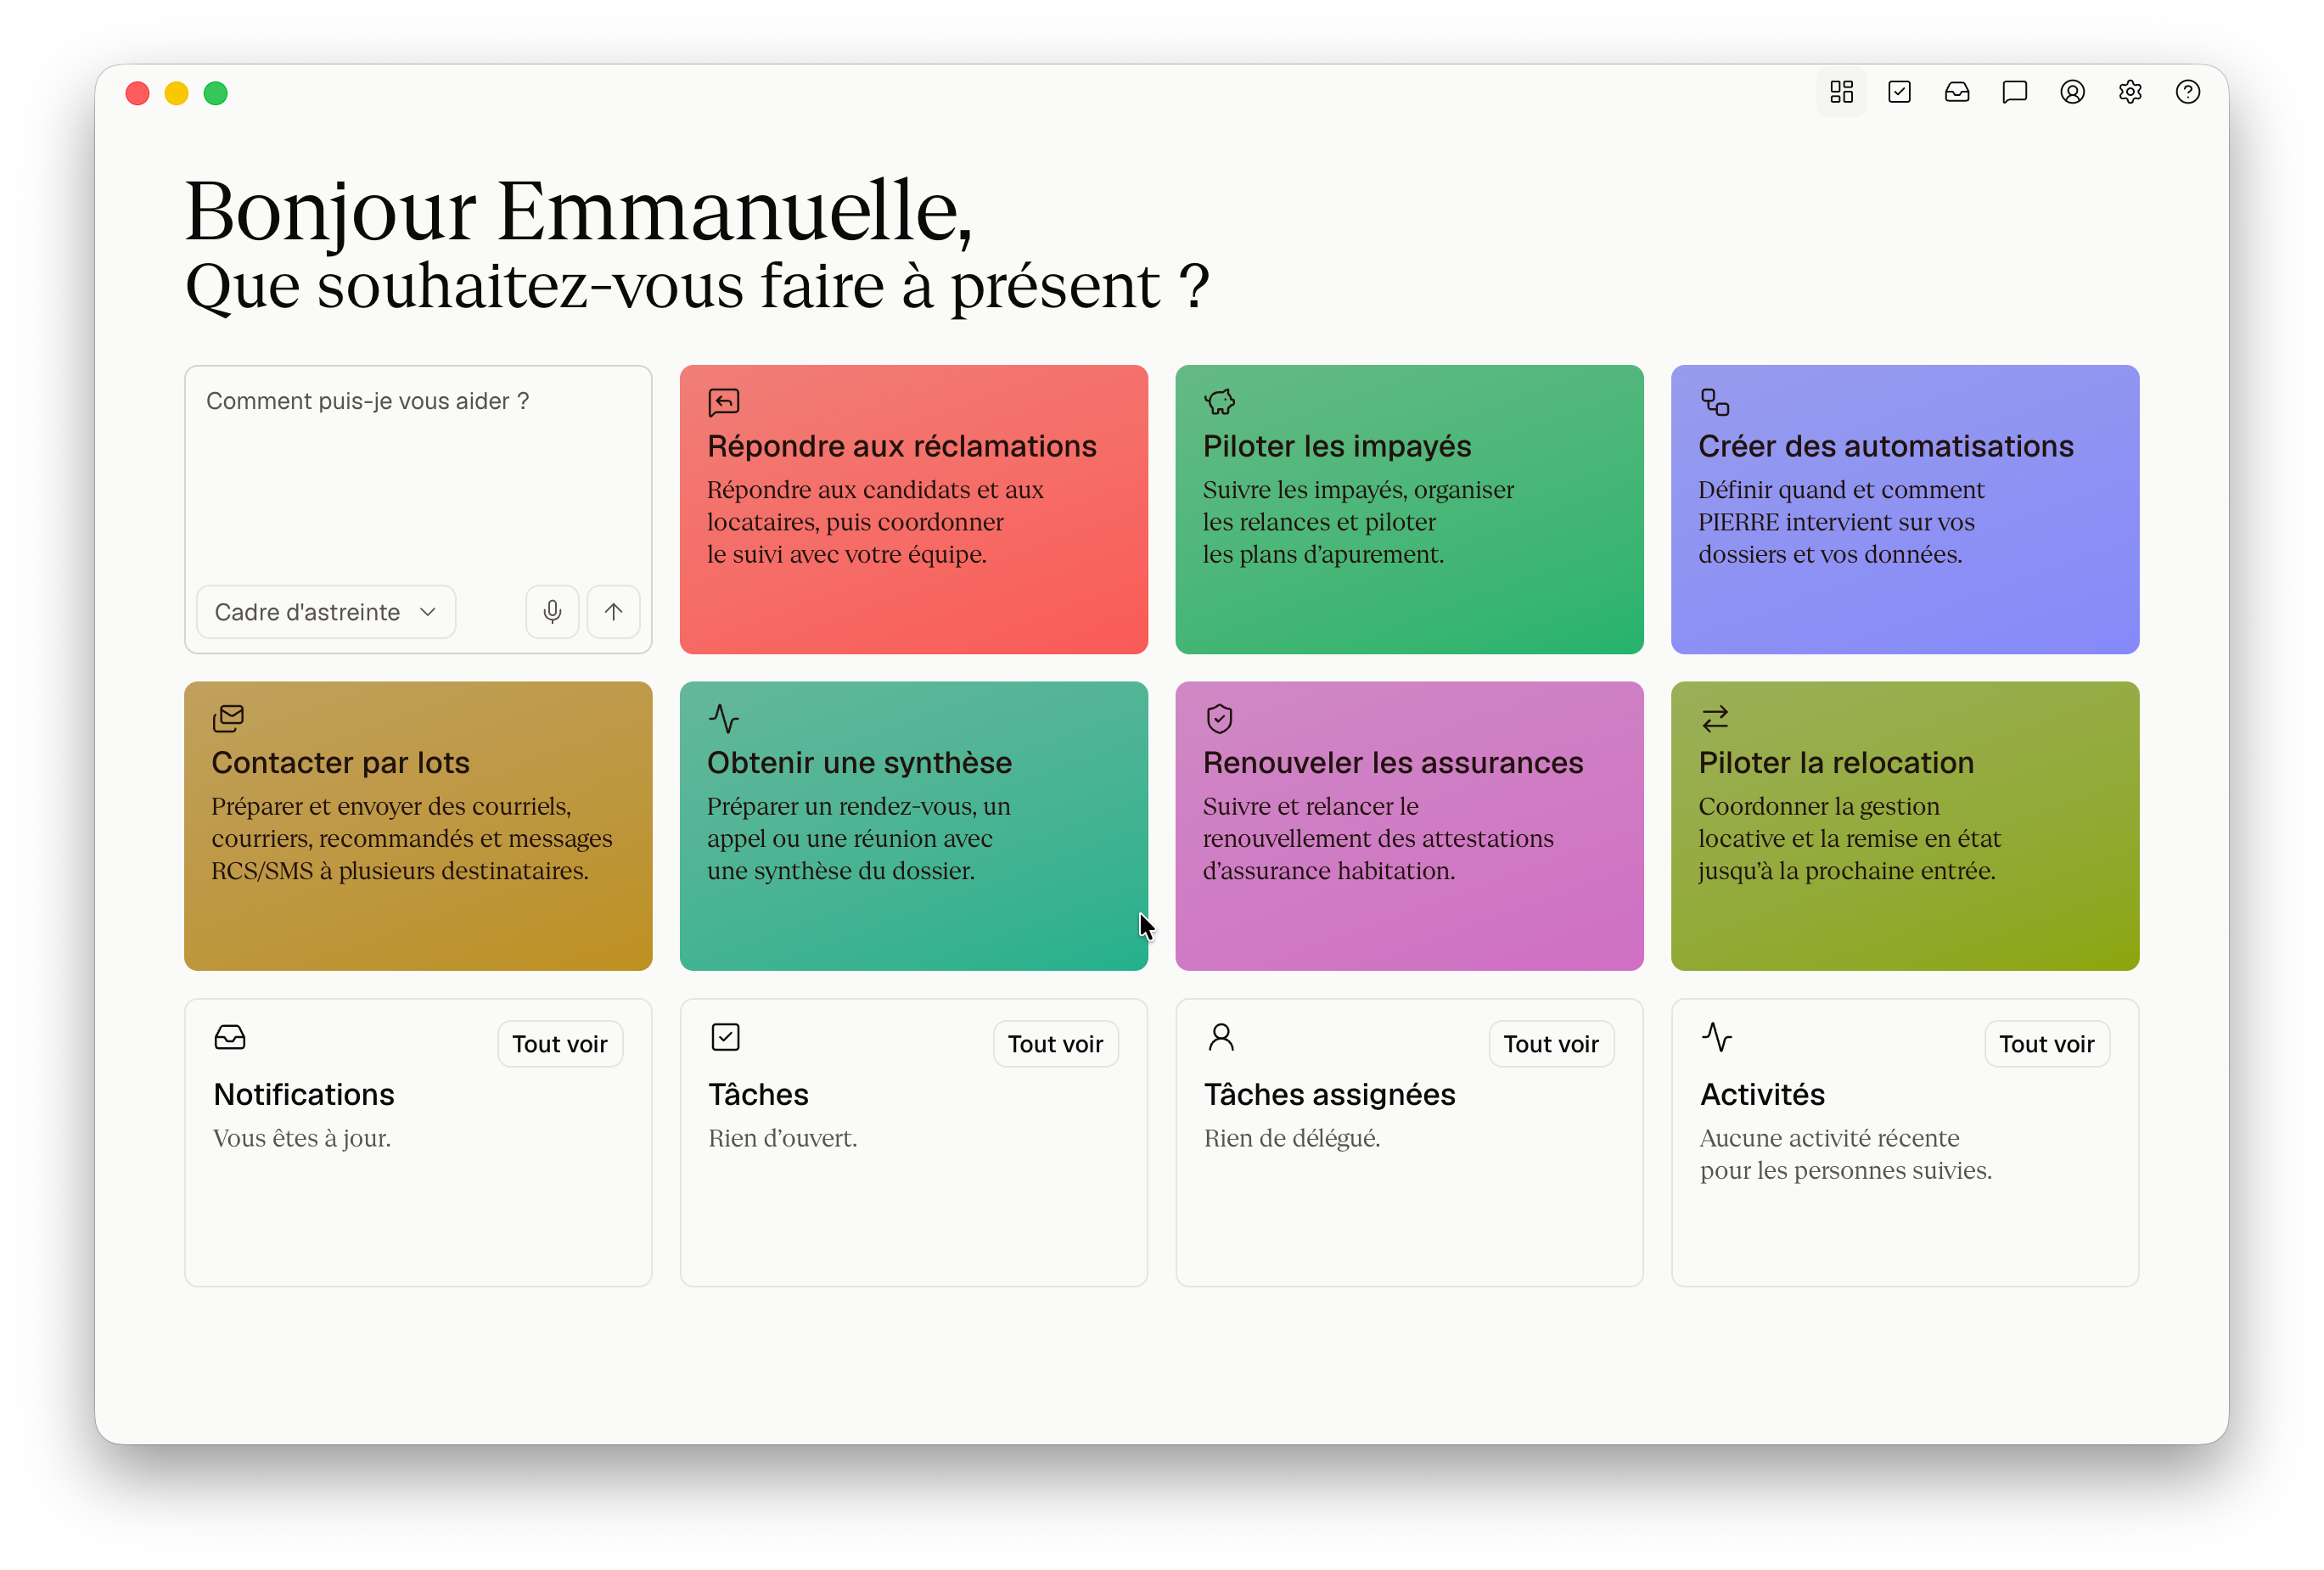 Bonjour Emmanuelle,
Que souhaitez-vous faire à présent ?
Comment puis-je vous aider ?
Cadre d'astreinte
Répondre aux réclamations
Répondre aux candidats et aux
locataires, puis coordonner
le suivi avec votre équipe.
Piloter les impayés
Suivre les impayés, organiser
les relances et piloter
les plans d’apurement.
Créer des automatisations
Définir quand et comment
PIERRE intervient sur vos
dossiers et vos données.
Contacter par lots
Préparer et envoyer des courriels,
courriers, recommandés et messages
RCS/SMS à plusieurs destinataires.
Obtenir une synthèse
Préparer un rendez-vous, un
appel ou une réunion avec
une synthèse du dossier.
Renouveler les assurances
Suivre et relancer le
renouvellement des attestations
d’assurance habitation.
Piloter la relocation
Coordonner la gestion
locative et la remise en état
jusqu’à la prochaine entrée.
Tout voir
Notifications
Vous êtes à jour.
Tout voir
Tâches
Rien d’ouvert.
Tout voir
Tâches assignées
Rien de délégué.
Tout voir
Activités
Aucune activité récente
pour les personnes suivies.